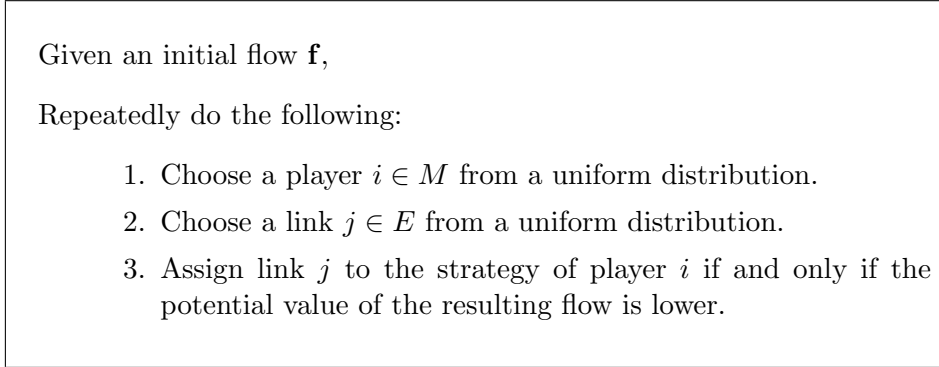 Given an initial flow f,
Repeatedly do the following:
1. Choose a player i ∈ M from a uniform distribution.
2. Choose a link j ∈ E from a uniform distribution.
3. Assign link j to the strategy of player i if and only if the
potential value of the resulting flow is lower.